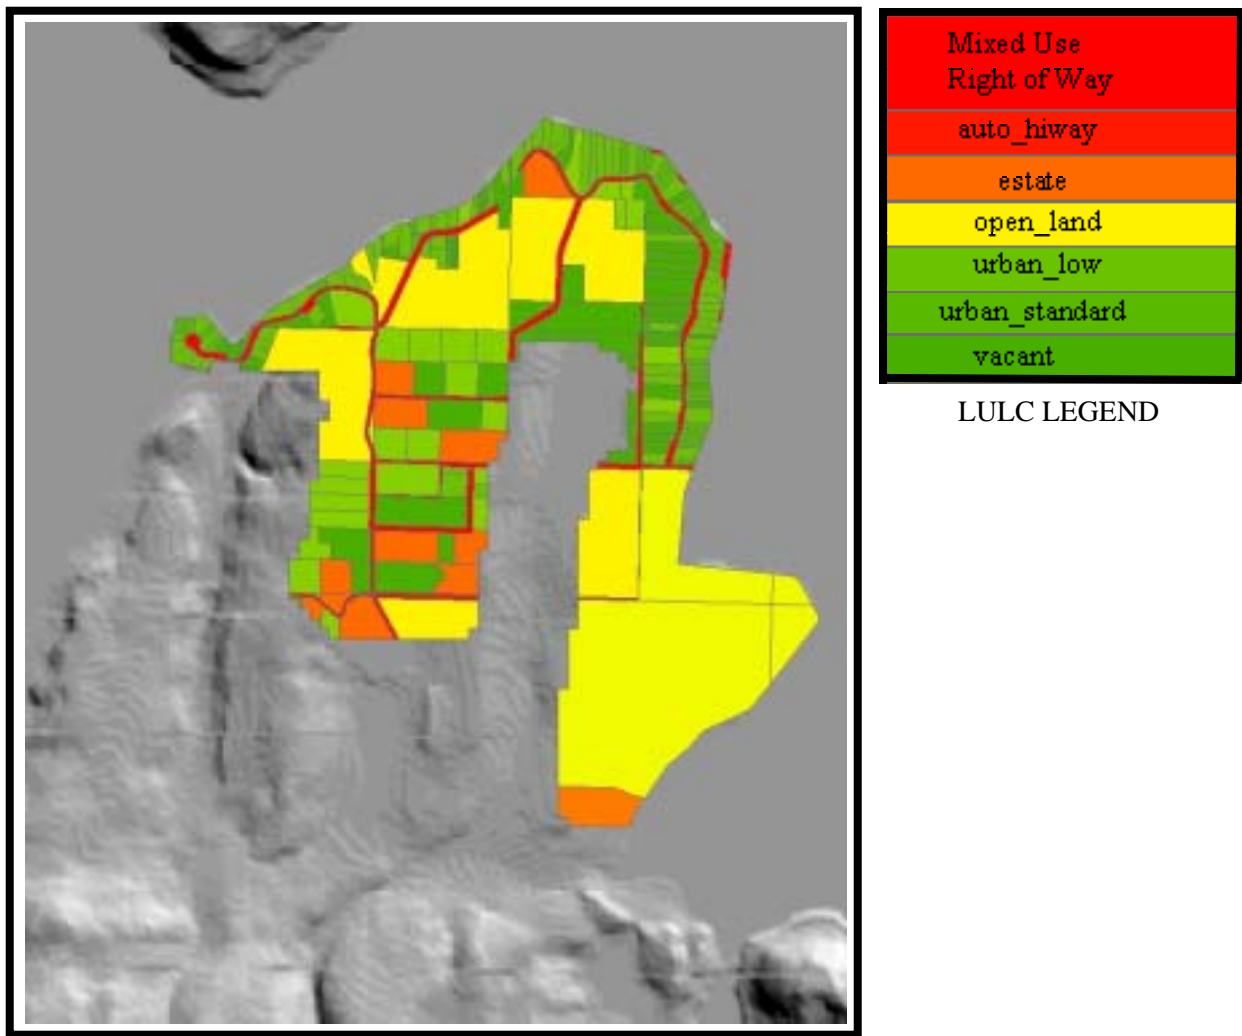 Mixed Use
Right of Way
auto_hiway
estate
open_land
urban_low
urban_standard
vacant
LULC LEGEND